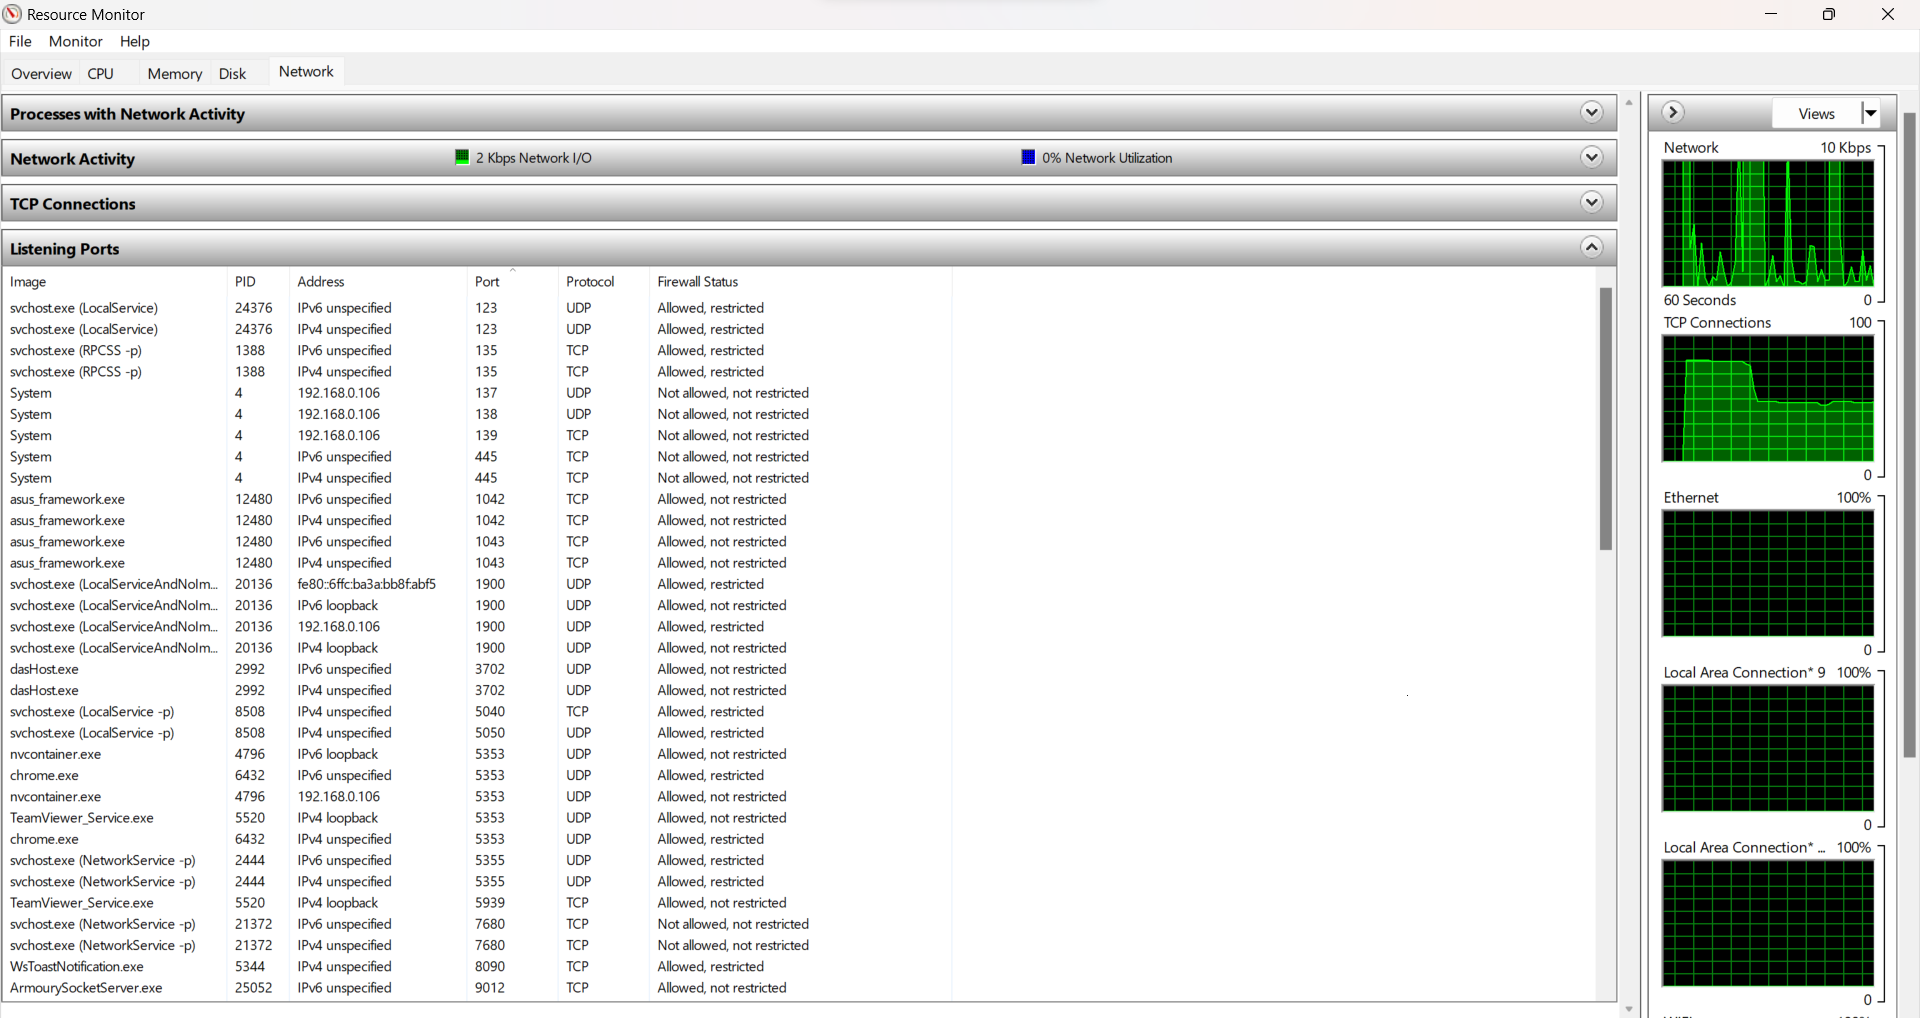 Resource Monitor
File Monitor Help
Overview CPU Memory Disk Network
Processes with Network Activity
Network Activity 2 Kbps Network I/O 0% Network Utilization
TCP Connections
Listening Ports
Image PID Address Port Protocol Firewall Status
svchost.exe (LocalService) 24376 IPv6 unspecified 123 UDP Allowed, restricted
svchost.exe (LocalService) 24376 IPv4 unspecified 123 UDP Allowed, restricted
svchost.exe (RPCSS -p) 1388 IPv6 unspecified 135 TCP Allowed, restricted
svchost.exe (RPCSS -p) 1388 IPv4 unspecified 135 TCP Allowed, restricted
System 4 192.168.0.106 137 UDP Not allowed, not restricted
System 4 192.168.0.106 138 UDP Not allowed, not restricted
System 4 192.168.0.106 139 TCP Not allowed, not restricted
System 4 IPv6 unspecified 445 TCP Not allowed, not restricted
System 4 IPv4 unspecified 445 TCP Not allowed, not restricted
asus_framework.exe 12480 IPv6 unspecified 1042 TCP Allowed, not restricted
asus_framework.exe 12480 IPv4 unspecified 1042 TCP Allowed, not restricted
asus_framework.exe 12480 IPv6 unspecified 1043 TCP Allowed, not restricted
asus_framework.exe 12480 IPv4 unspecified 1043 TCP Allowed, not restricted
svchost.exe (LocalServiceAndNoIm... 20136 fe80::6ffc:ba3a:bb8f:abf5 1900 UDP Allowed, restricted
svchost.exe (LocalServiceAndNoIm... 20136 IPv6 loopback 1900 UDP Allowed, not restricted
svchost.exe (LocalServiceAndNoIm... 20136 192.168.0.106 1900 UDP Allowed, restricted
svchost.exe (LocalServiceAndNoIm... 20136 IPv4 loopback 1900 UDP Allowed, not restricted
dasHost.exe 2992 IPv6 unspecified 3702 UDP Allowed, not restricted
dasHost.exe 2992 IPv4 unspecified 3702 UDP Allowed, not restricted
svchost.exe (LocalService -p) 8508 IPv4 unspecified 5040 TCP Allowed, restricted
svchost.exe (LocalService -p) 8508 IPv4 unspecified 5050 UDP Allowed, restricted
nvcontainer.exe 4796 IPv6 loopback 5353 UDP Allowed, not restricted
chrome.exe 6432 IPv6 unspecified 5353 UDP Allowed, restricted
nvcontainer.exe 4796 192.168.0.106 5353 UDP Allowed, not restricted
TeamViewer_Service.exe 5520 IPv4 loopback 5353 UDP Allowed, not restricted
chrome.exe 6432 IPv4 unspecified 5353 UDP Allowed, restricted
svchost.exe (NetworkService -p) 2444 IPv6 unspecified 5355 UDP Allowed, restricted
svchost.exe (NetworkService -p) 2444 IPv4 unspecified 5355 UDP Allowed, restricted
TeamViewer_Service.exe 5520 IPv4 loopback 5939 TCP Allowed, not restricted
svchost.exe (NetworkService -p) 21372 IPv6 unspecified 7680 TCP Not allowed, not restricted
svchost.exe (NetworkService -p) 21372 IPv4 unspecified 7680 TCP Not allowed, not restricted
WsToastNotification.exe 5344 IPv4 unspecified 8090 TCP Allowed, restricted
ArmourySocketServer.exe 25052 IPv6 unspecified 9012 TCP Allowed, not restricted
Views
Network 10 Kbps
60 Seconds 0
TCP Connections 100
0
Ethernet 100%
0
Local Area Connection* 9 100%
0
Local Area Connection* ... 100%
0